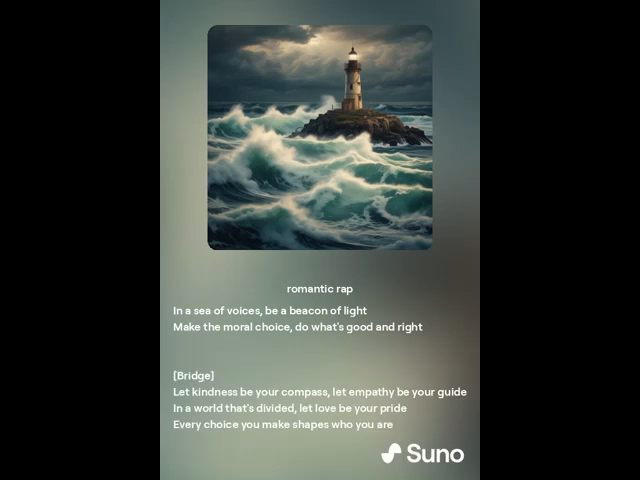 romantic rap
In a sea of voices, be a beacon of light
Make the moral choice, do what's good and right
[Bridge]
Let kindness be your compass, let empathy be your guide
In a world that's divided, let love be your pride
Every choice you make shapes who you are
Suno